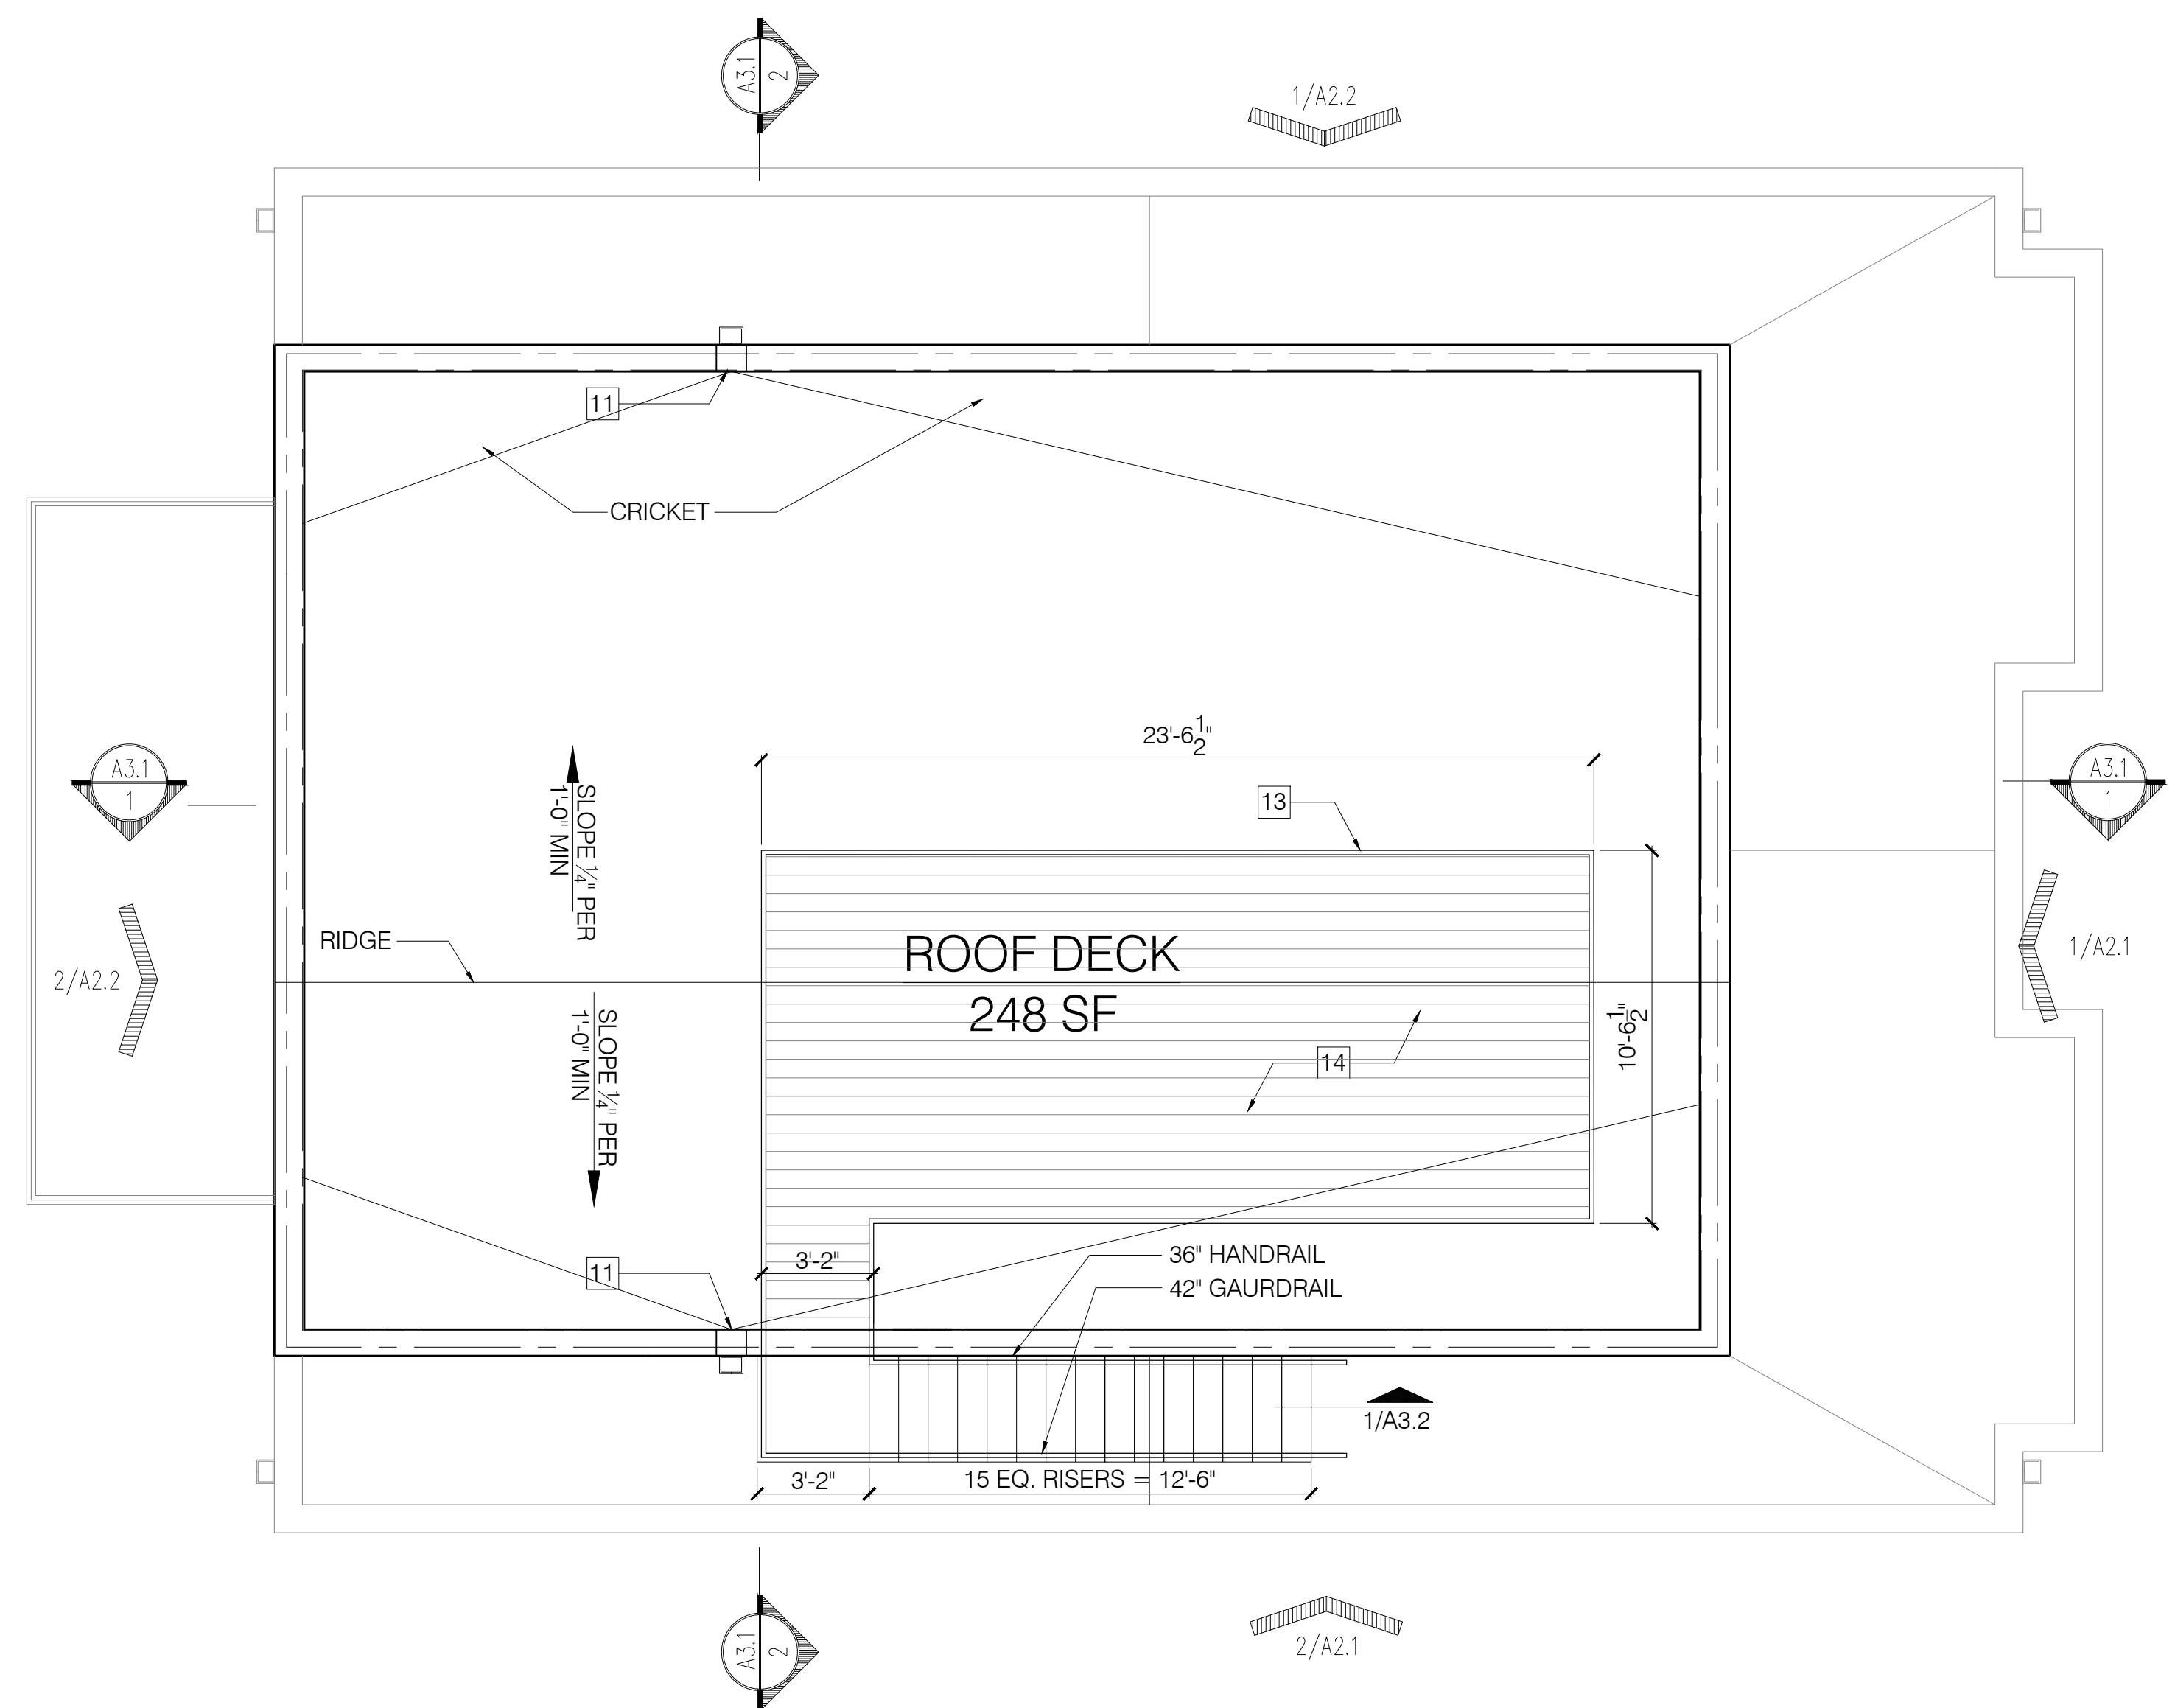 A3.1
2
1/A2.2
11
CRICKET
23'-6 1/2"
13
A3.1
1
A3.1
1
SLOPE 1/4" PER
1'-0" MIN
RIDGE
ROOF DECK
248 SF
2/A2.2
1/A2.1
10'-6 1/2"
14
SLOPE 1/4" PER
1'-0" MIN
11
3'-2"
36" HANDRAIL
42" GAURDRAIL
1/A3.2
3'-2"
15 EQ. RISERS = 12'-6"
A3.1
2
2/A2.1